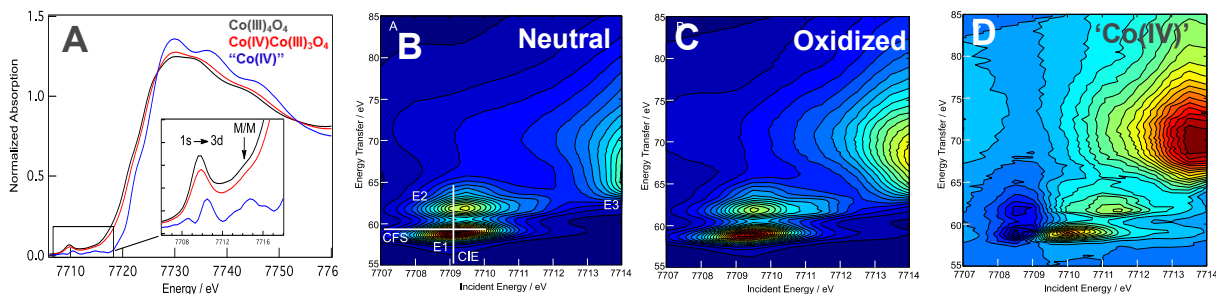 A
Co(III)₄O₄
Co(IV)Co(III)₃O₄
“Co(IV)”
Normalized Absorption
1.5
1.0
0.5
0.0
1s → 3d
M/M
7708 7712 7716
7710 7720 7730 7740 7750 776
Energy / eV
A
B
Neutral
Energy Transfer / eV
85
80
75
70
65
60
55
E2
E3
CFS
E1
CIE
7707 7708 7709 7710 7711 7712 7713 7714
Incident Energy / eV
C
Oxidized
Energy Transfer / eV
85
80
75
70
65
60
55
7707 7708 7709 7710 7711 7712 7713 7714
Incident Energy / eV
D
‘Co(IV)’
Energy Transfer / eV
85
80
75
70
65
60
55
7707 7708 7709 7710 7711 7712 7713 7714
Incident Energy / eV